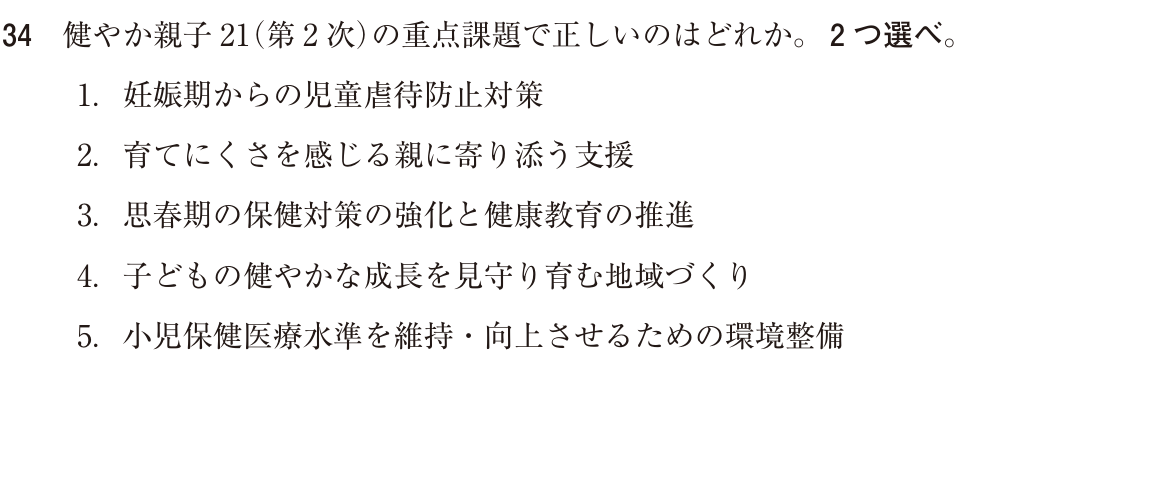 34 健やか親子 21(第 2 次)の重点課題で正しいのはどれか。 2 つ選べ。
1. 妊娠期からの児童虐待防止対策
2. 育てにくさを感じる親に寄り添う支援
3. 思春期の保健対策の強化と健康教育の推進
4. 子どもの健やかな成長を見守り育む地域づくり
5. 小児保健医療水準を維持・向上させるための環境整備